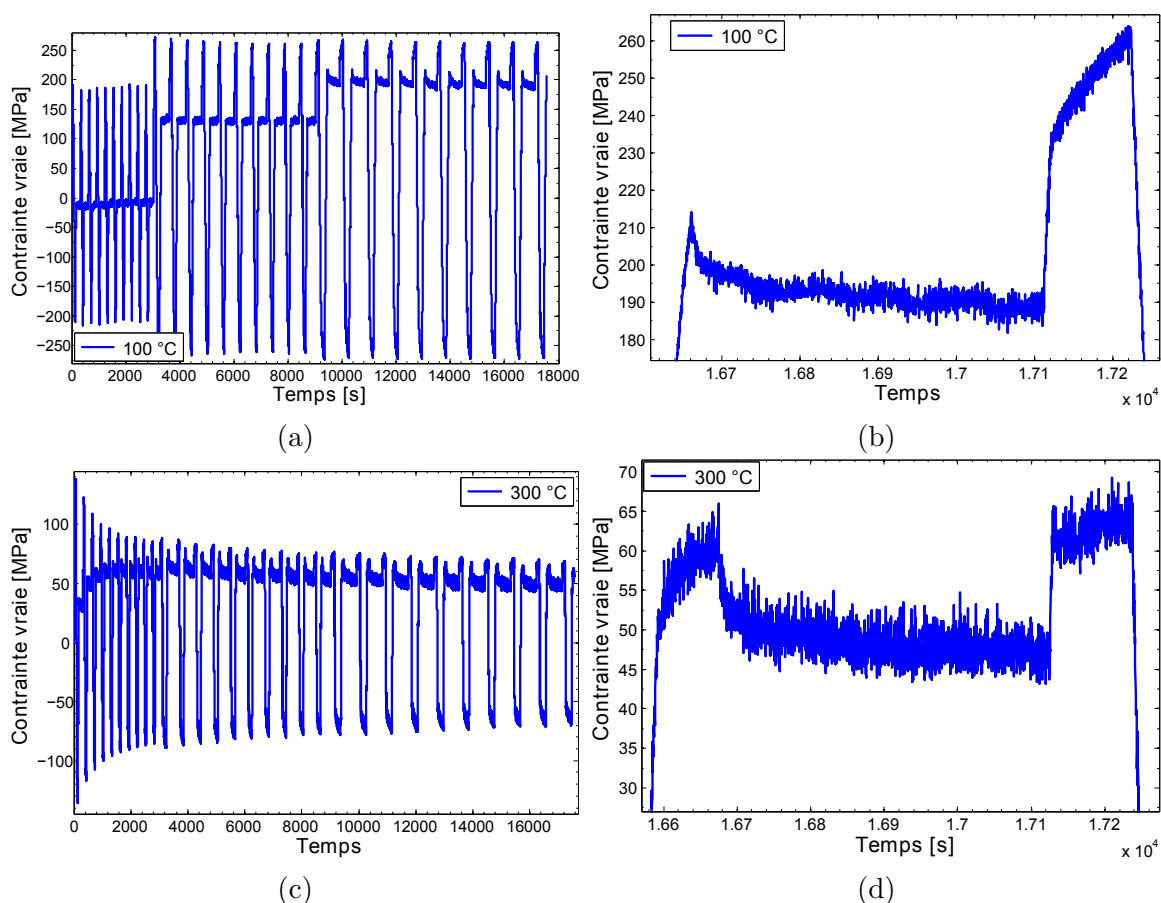 Contrainte vraie [MPa]
250
200
150
100
50
0
−50
−100
−150
−200
−250
100 °C
0 2000 4000 6000 8000 10000 12000 14000 16000 18000
Temps [s]
(a)
Contrainte vraie [MPa]
260
250
240
230
220
210
200
190
180
100 °C
1.67 1.68 1.69 1.7 1.71 1.72
Temps
x 10⁴
(b)
Contrainte vraie [MPa]
100
50
0
−50
−100
300 °C
0 2000 4000 6000 8000 10000 12000 14000 16000
Temps
(c)
Contrainte vraie [MPa]
70
65
60
55
50
45
40
35
30
300 °C
1.66 1.67 1.68 1.69 1.7 1.71 1.72
Temps [s]
x 10⁴
(d)